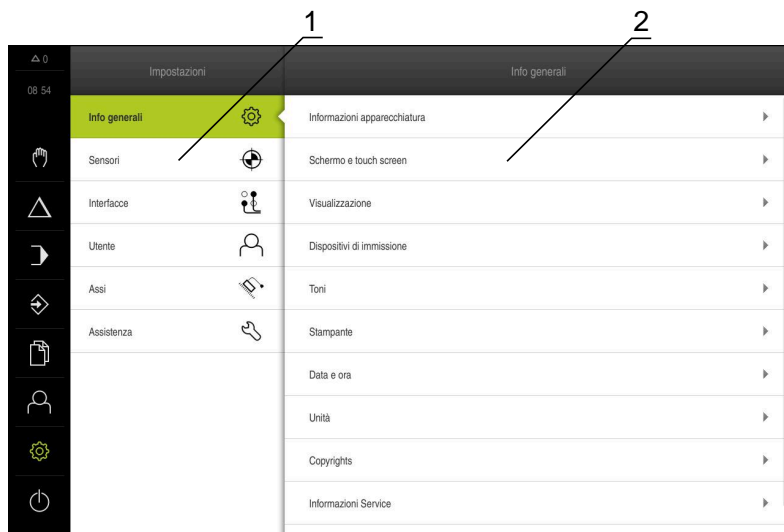 1
2
0
Impostazioni
Info generali
08 54
Info generali
Informazioni apparecchiatura
Sensori
Schermo e touch screen
Interfacce
Visualizzazione
Utente
Dispositivi di immissione
Assi
Toni
Assistenza
Stampante
Data e ora
Unità
Copyrights
Informazioni Service